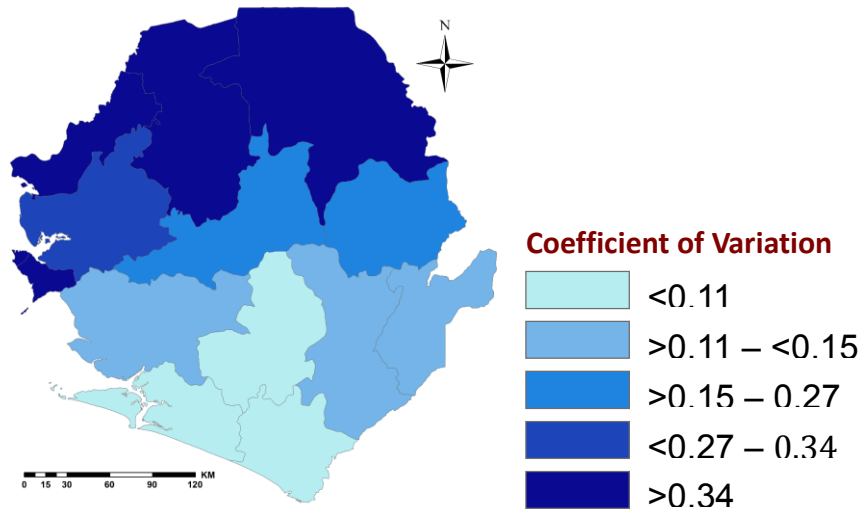 N
Coefficient of Variation
<0.11
>0.11 – <0.15
>0.15 – 0.27
<0.27 – 0.34
>0.34
KM
0 15 30 60 90 120